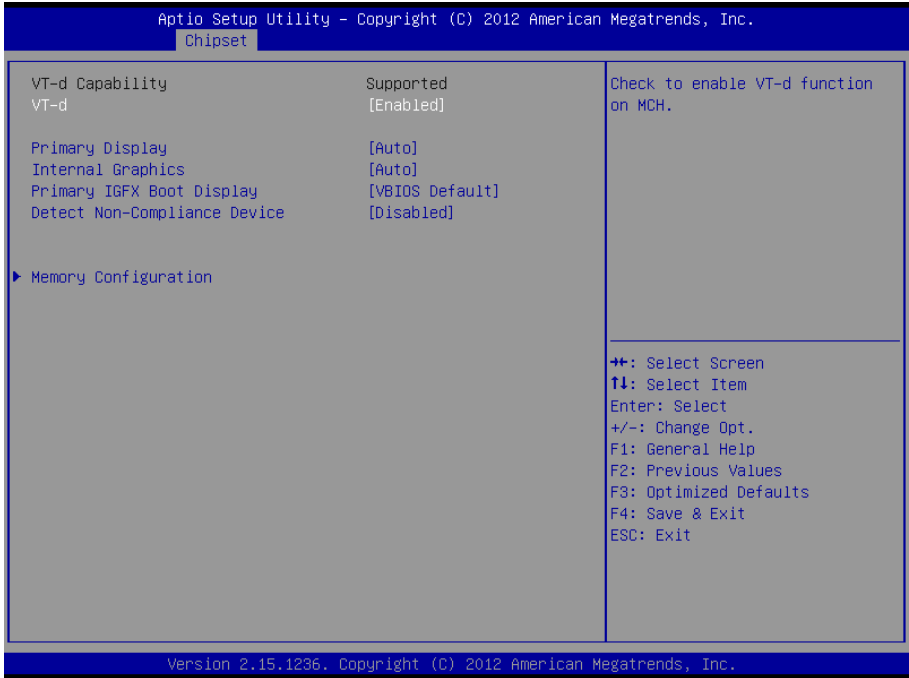 Aptio Setup Utility – Copyright (C) 2012 American Megatrends, Inc.
Chipset
VT-d Capability Supported
VT-d [Enabled]
Primary Display [Auto]
Internal Graphics [Auto]
Primary IGFX Boot Display [VBIOS Default]
Detect Non-Compliance Device [Disabled]
Memory Configuration
Check to enable VT-d function
on MCH.
→←: Select Screen
↑↓: Select Item
Enter: Select
+/-: Change Opt.
F1: General Help
F2: Previous Values
F3: Optimized Defaults
F4: Save & Exit
ESC: Exit
Version 2.15.1236. Copyright (C) 2012 American Megatrends, Inc.